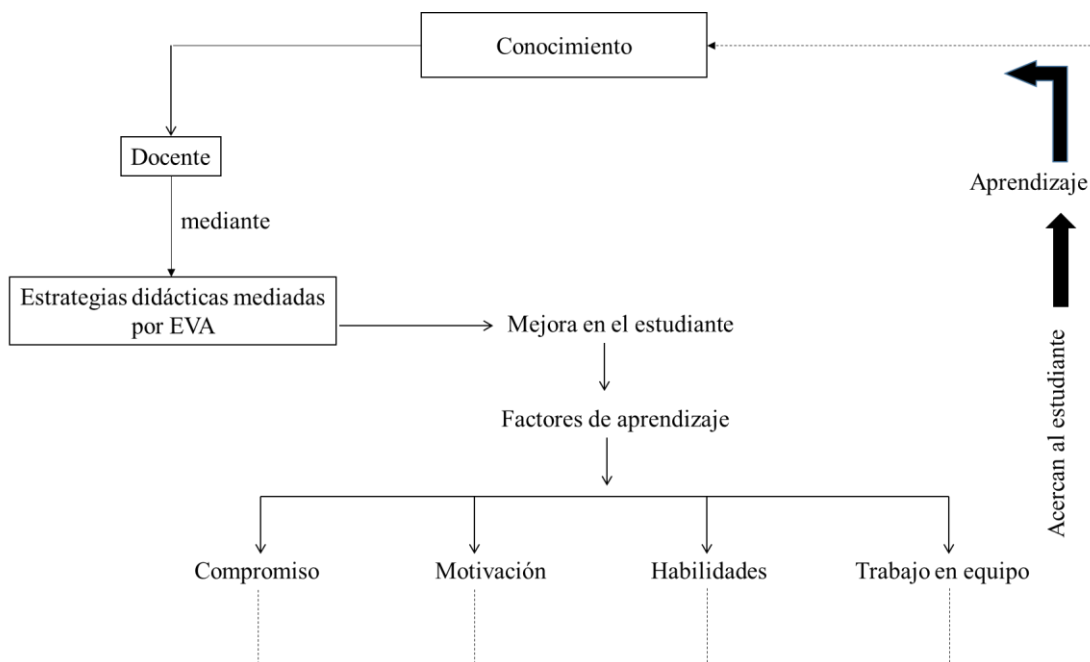 Conocimiento
Docente
Aprendizaje
mediante
Estrategias didácticas mediadas
por EVA
Mejora en el estudiante
Acercan al estudiante
Factores de aprendizaje
Compromiso
Motivación
Habilidades
Trabajo en equipo